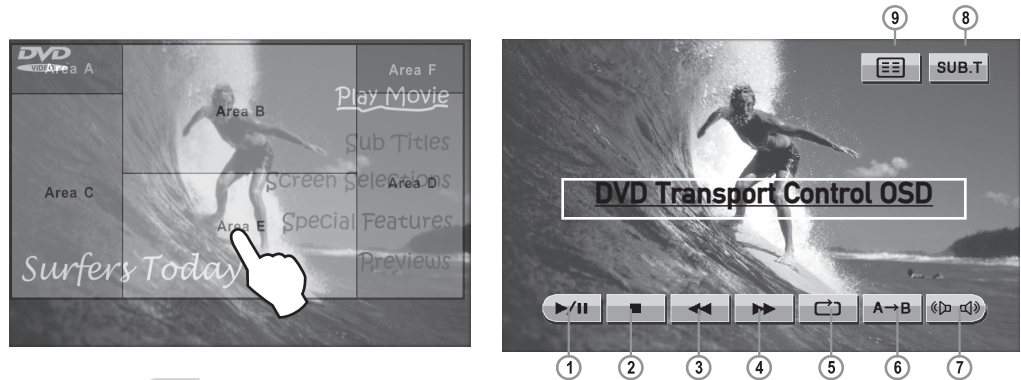 DVD
VIDEO
Area A
Area F
Play Movie
Area B
Sub Titles
Screen Selections
Area C
Area D
Special Features
Area E
Previews
Surfers Today
9
8
SUB.T
DVD Transport Control OSD
A→B
1
2
3
4
5
6
7